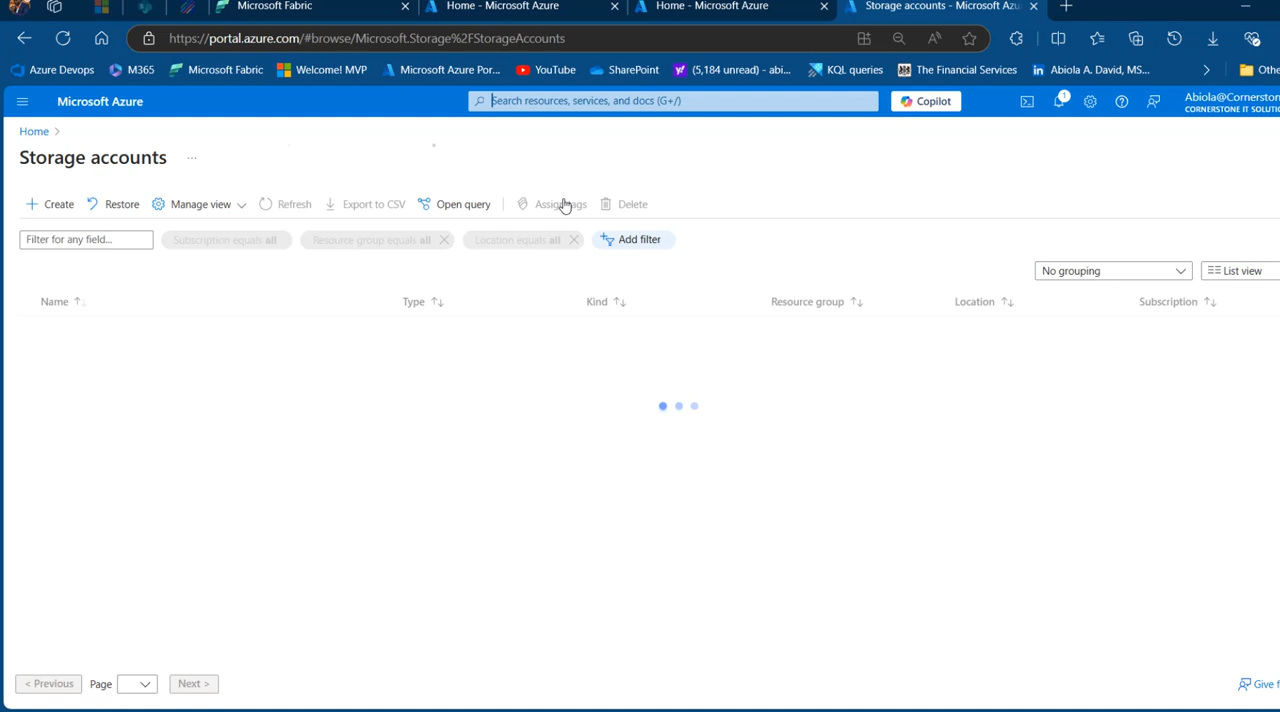 Microsoft Fabric
Home - Microsoft Azure
Home - Microsoft Azure
Storage accounts - Microsoft Azu
https://portal.azure.com/#browse/Microsoft.Storage%2FStorageAccounts
Azure Devops
M365
Microsoft Fabric
Welcome! MVP
Microsoft Azure Por...
YouTube
SharePoint
(5,184 unread) - abi...
KQL queries
The Financial Services
Abiola A. David, MS...
Othe
Microsoft Azure
Search resources, services, and docs (G+/)
Copilot
1
Abiola@Cornerstone
CORNERSTONE IT SOLUTIO
Home
Storage accounts
...
Create
Restore
Manage view
Refresh
Export to CSV
Open query
Assign tags
Delete
Filter for any field...
Subscription equals all
Resource group equals all
Location equals all
Add filter
No grouping
List view
Name
Type
Kind
Resource group
Location
Subscription
< Previous
Page
Next >
Give f